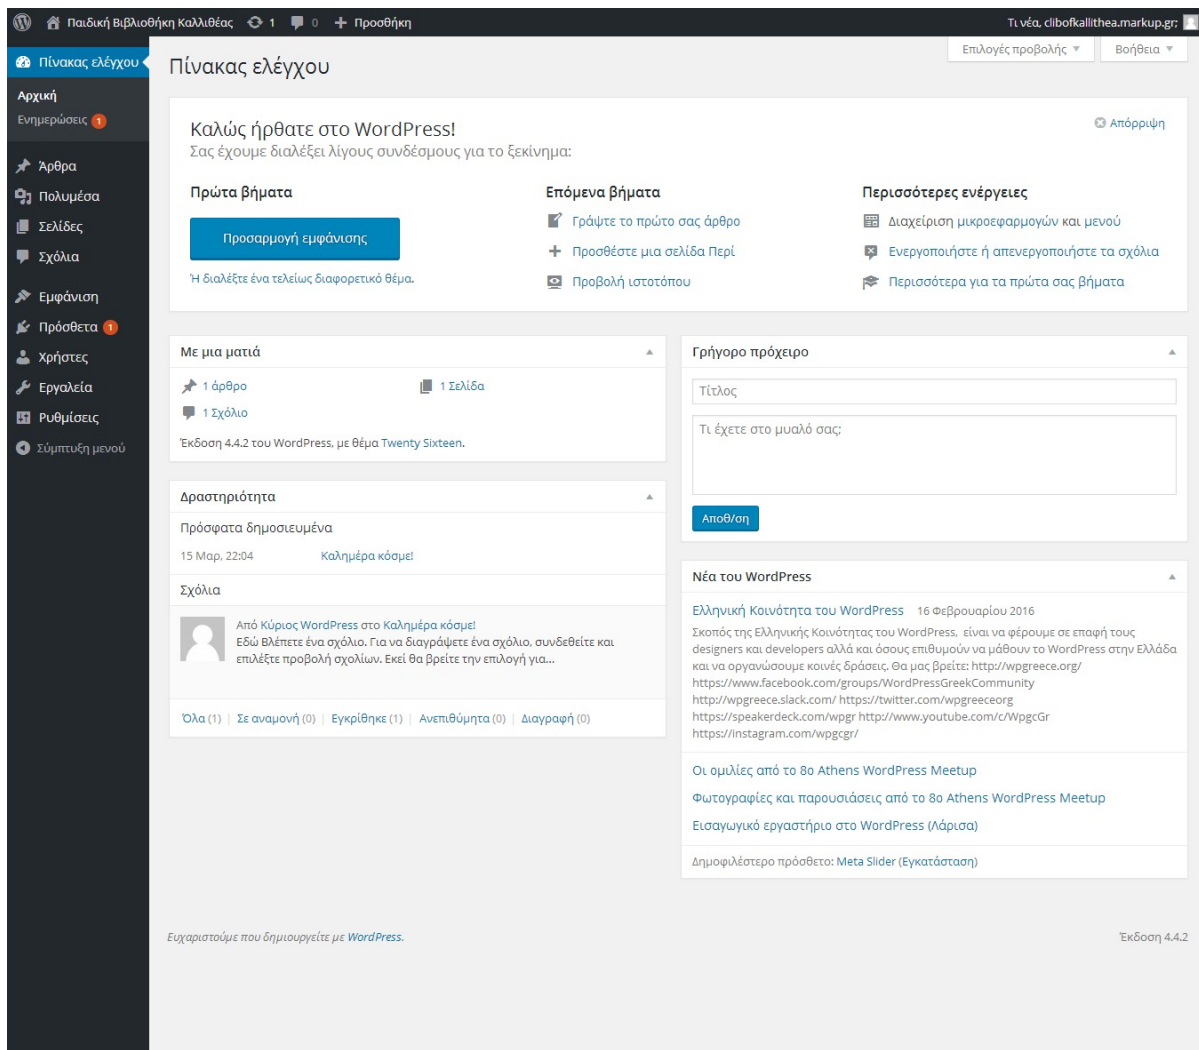 Παιδική Βιβλιοθήκη Καλλιθέας 1 0 Προσθήκη Τι νέα, clibofkallithea.markup.gr;
Επιλογές προβολής Βοήθεια
Πίνακας ελέγχου
Αρχική
Ενημερώσεις 1
Άρθρα
Πολυμέσα
Σελίδες
Σχόλια
Εμφάνιση
Πρόσθετα 1
Χρήστες
Εργαλεία
Ρυθμίσεις
Σύμπτυξη μενού
Πίνακας ελέγχου
Καλώς ήρθατε στο WordPress!
Απόρριψη
Σας έχουμε διαλέξει λίγους συνδέσμους για το ξεκίνημα:
Πρώτα βήματα
Προσαρμογή εμφάνισης
Ή διαλέξτε ένα τελείως διαφορετικό θέμα.
Επόμενα βήματα
Γράψτε το πρώτο σας άρθρο
Προσθέστε μια σελίδα Περί
Προβολή ιστοτόπου
Περισσότερες ενέργειες
Διαχείριση μικροεφαρμογών και μενού
Ενεργοποιήστε ή απενεργοποιήστε τα σχόλια
Περισσότερα για τα πρώτα σας βήματα
Με μια ματιά
1 άρθρο 1 Σελίδα
1 Σχόλιο
Έκδοση 4.4.2 του WordPress, με θέμα Twenty Sixteen.
Δραστηριότητα
Πρόσφατα δημοσιευμένα
15 Μαρ, 22:04 Καλημέρα κόσμε!
Σχόλια
Από Κύριος WordPress στο Καλημέρα κόσμε!
Εδώ Βλέπετε ένα σχόλιο. Για να διαγράψετε ένα σχόλιο, συνδεθείτε και
επιλέξτε προβολή σχολίων. Εκεί θα βρείτε την επιλογή για...
Όλα (1) | Σε αναμονή (0) | Εγκρίθηκε (1) | Ανεπιθύμητα (0) | Διαγραφή (0)
Γρήγορο πρόχειρο
Τίτλος
Τι έχετε στο μυαλό σας;
Αποθ/ση
Νέα του WordPress
Ελληνική Κοινότητα του WordPress 16 Φεβρουαρίου 2016
Σκοπός της Ελληνικής Κοινότητας του WordPress, είναι να φέρουμε σε επαφή τους
designers και developers αλλά και όσους επιθυμούν να μάθουν το WordPress στην Ελλάδα
και να οργανώσουμε κοινές δράσεις. Θα μας βρείτε: http://wpgreece.org/
https://www.facebook.com/groups/WordPressGreekCommunity
http://wpgreece.slack.com/ https://twitter.com/wpgreeceorg
https://speakerdeck.com/wpgr http://www.youtube.com/c/WpgcGr
https://instagram.com/wpgcgr/
Οι ομιλίες από το 8ο Athens WordPress Meetup
Φωτογραφίες και παρουσιάσεις από το 8ο Athens WordPress Meetup
Εισαγωγικό εργαστήριο στο WordPress (Λάρισα)
Δημοφιλέστερο πρόσθετο: Meta Slider (Εγκατάσταση)
Ευχαριστούμε που δημιουργείτε με WordPress.
Έκδοση 4.4.2